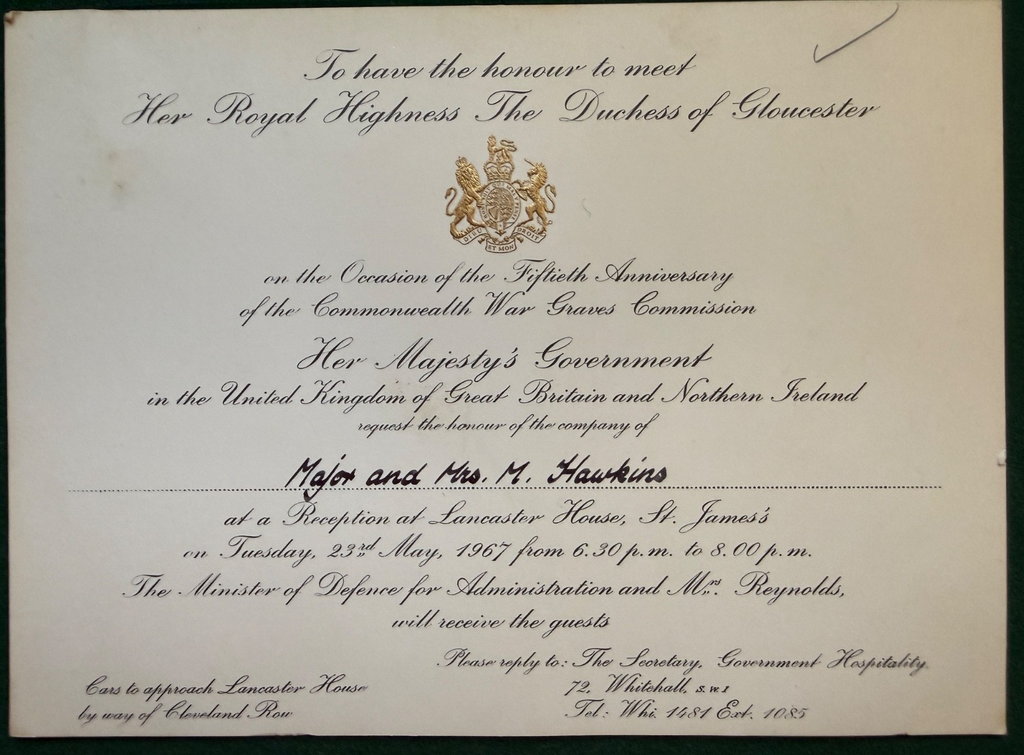 To have the honour to meet
Her Royal Highness The Duchess of Gloucester
DIEU ET MON DROIT
on the Occasion of the Fiftieth Anniversary
of the Commonwealth War Graves Commission
Her Majesty's Government
in the United Kingdom of Great Britain and Northern Ireland
request the honour of the company of
Major and Mrs. M. Hawkins
at a Reception at Lancaster House, St. James's
on Tuesday, 23rd May, 1967 from 6.30 p.m. to 8.00 p.m.
The Minister of Defence for Administration and Mrs. Reynolds,
will receive the guests
Please reply to: The Secretary, Government Hospitality
72, Whitehall, S.W.1
Tel: Whi. 1481 Ext. 1085
Cars to approach Lancaster House
by way of Cleveland Row